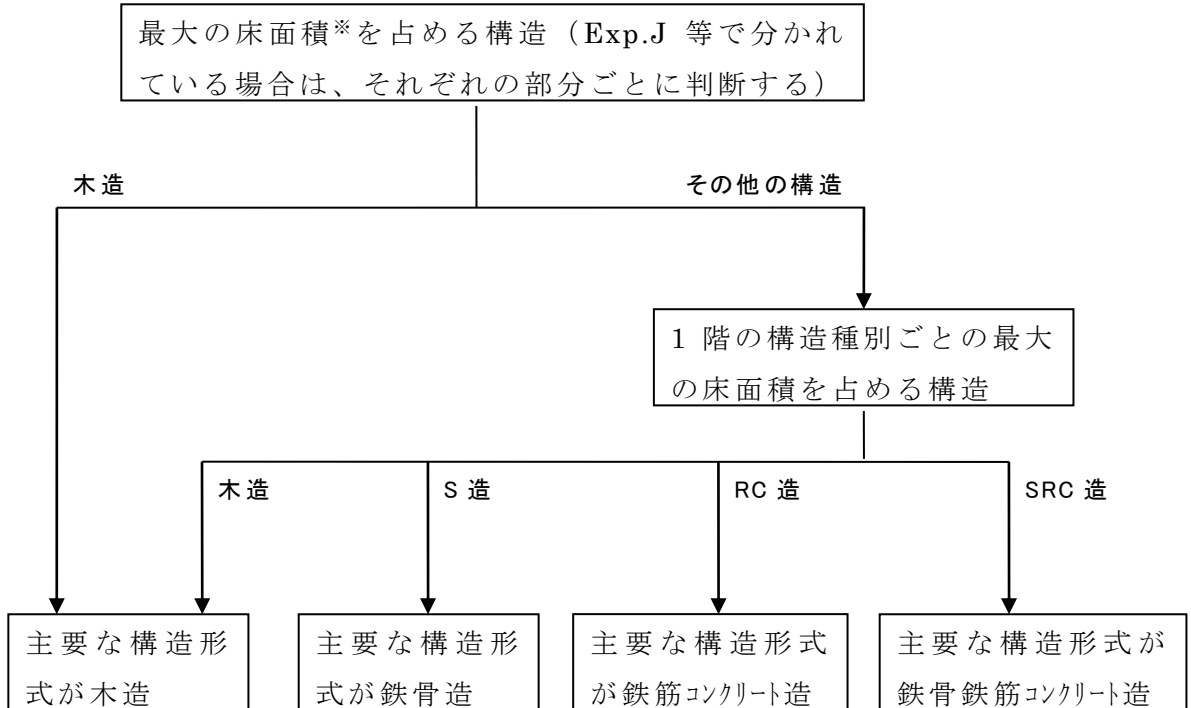 最大の床面積※を占める構造（Exp.J 等で分かれ
ている場合は、それぞれの部分ごとに判断する）
木造
その他の構造
1 階の構造種別ごとの最大
の床面積を占める構造
木造
S 造
RC 造
SRC 造
主要な構造形
式が木造
主要な構造形
式が鉄骨造
主要な構造形式
が鉄筋ｺﾝｸﾘｰﾄ造
主要な構造形式が
鉄骨鉄筋ｺﾝｸﾘｰﾄ造